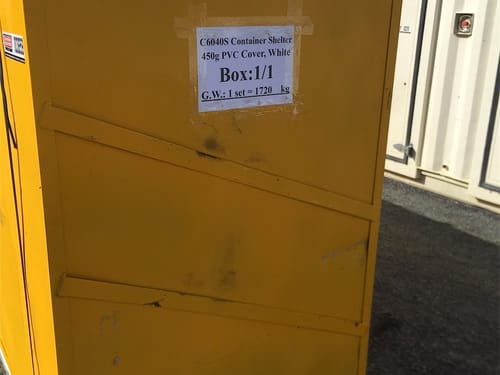 C6040S Container Shelter
450g PVC Cover, White
Box:1/1
G.W.: 1 set = 1720 kg